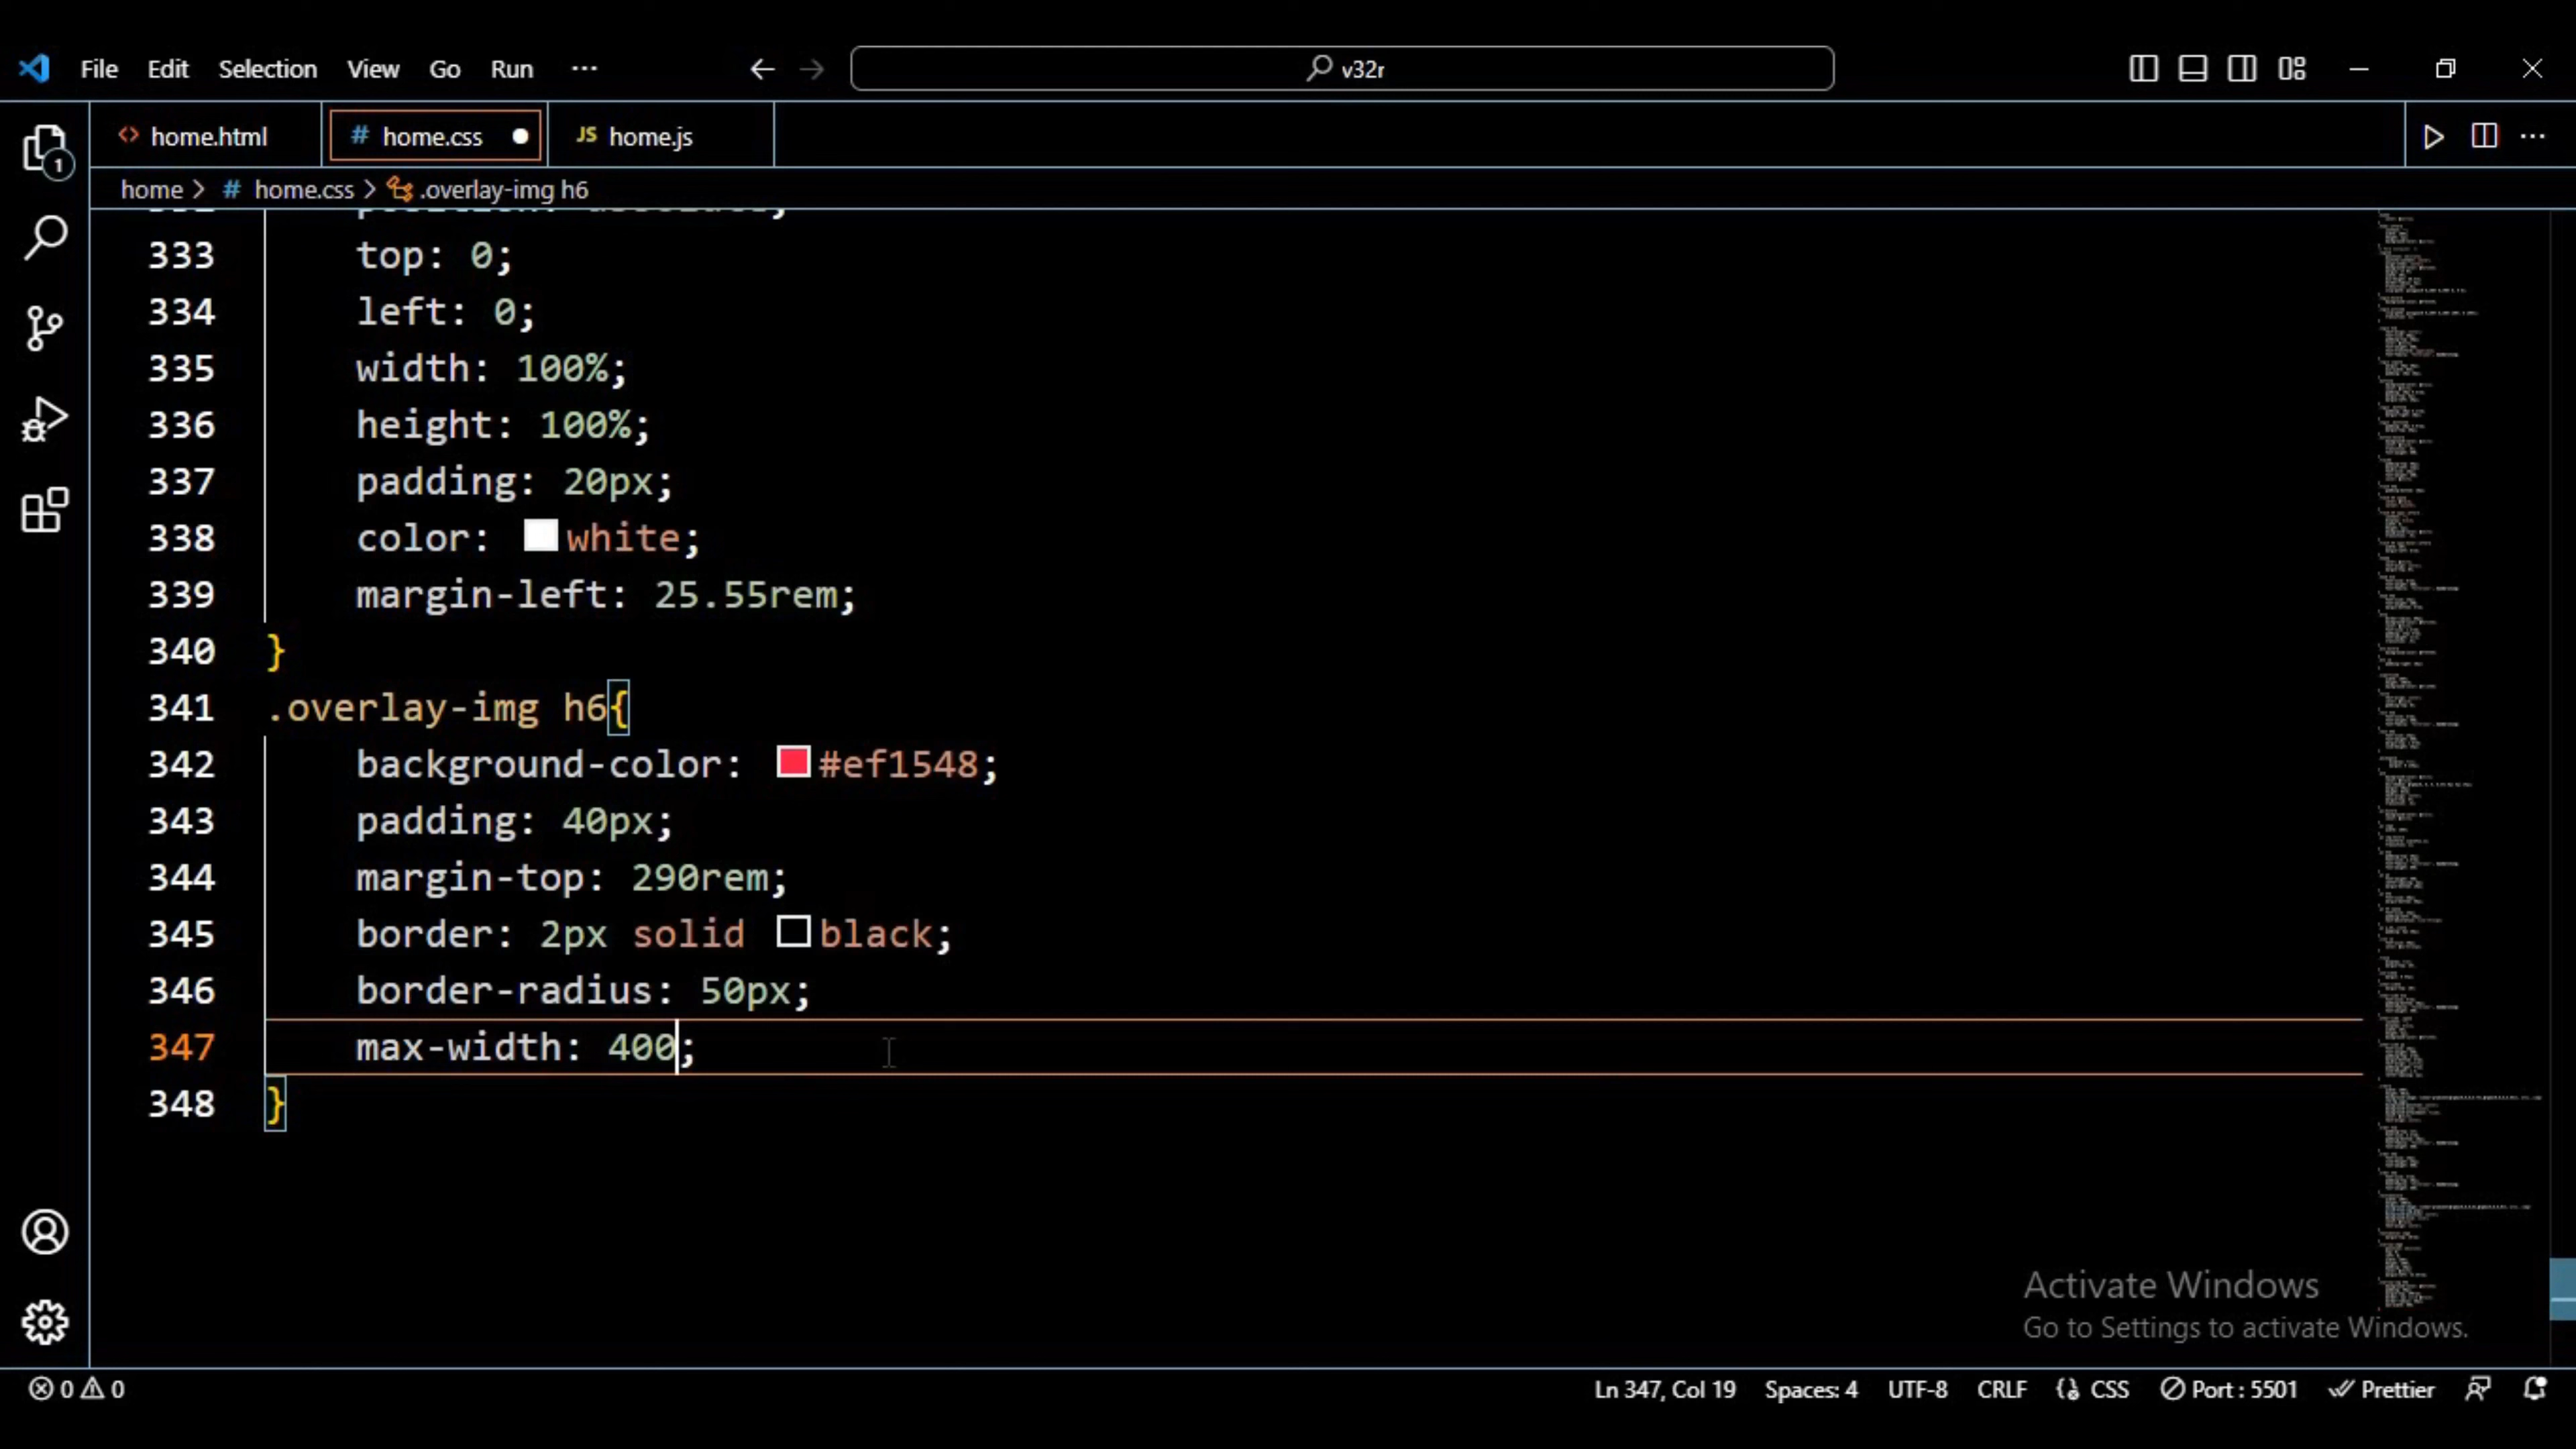 File Edit Selection View Go Run ··· v32r
home.html # home.css JS home.js
home > # home.css > .overlay-img h6
333 top: 0;
334 left: 0;
335 width: 100%;
336 height: 100%;
337 padding: 20px;
338 color: white;
339 margin-left: 25.55rem;
340 }
341 .overlay-img h6{
342 background-color: #ef1548;
343 padding: 40px;
344 margin-top: 290rem;
345 border: 2px solid black;
346 border-radius: 50px;
347 max-width: 400;
348 }
1
Activate Windows
Go to Settings to activate Windows.
0 0 Ln 347, Col 19 Spaces: 4 UTF-8 CRLF CSS Port : 5501 Prettier